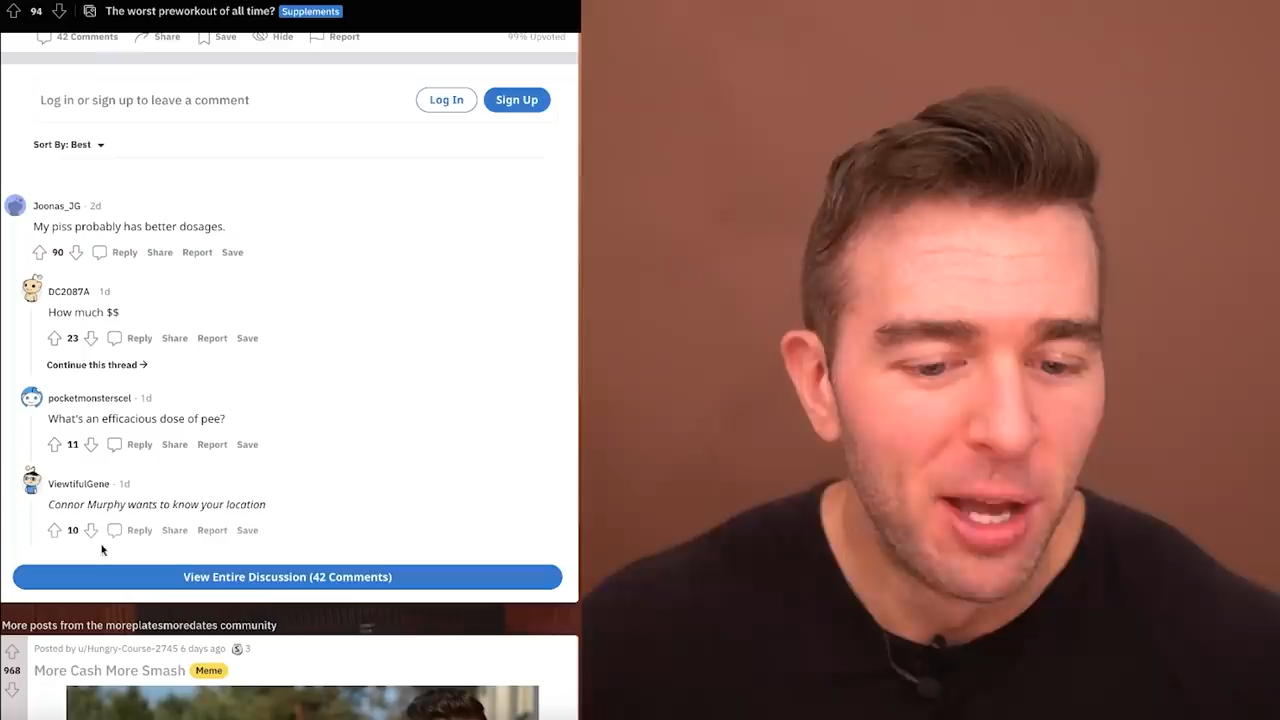 94 The worst preworkout of all time? Supplements
42 Comments Share Save Hide Report 99% Upvoted
Log in or sign up to leave a comment Log In Sign Up
Sort By: Best
Joonas_JG · 2d
My piss probably has better dosages.
90 Reply Share Report Save
DC2087A 1d
How much $$
23 Reply Share Report Save
Continue this thread →
pocketmonsterscel · 1d
What's an efficacious dose of pee?
11 Reply Share Report Save
ViewtifulGene · 1d
Connor Murphy wants to know your location
10 Reply Share Report Save
View Entire Discussion (42 Comments)
More posts from the moreplatesmoredates community
Posted by u/Hungry-Course-2745 6 days ago 3
968 More Cash More Smash Meme